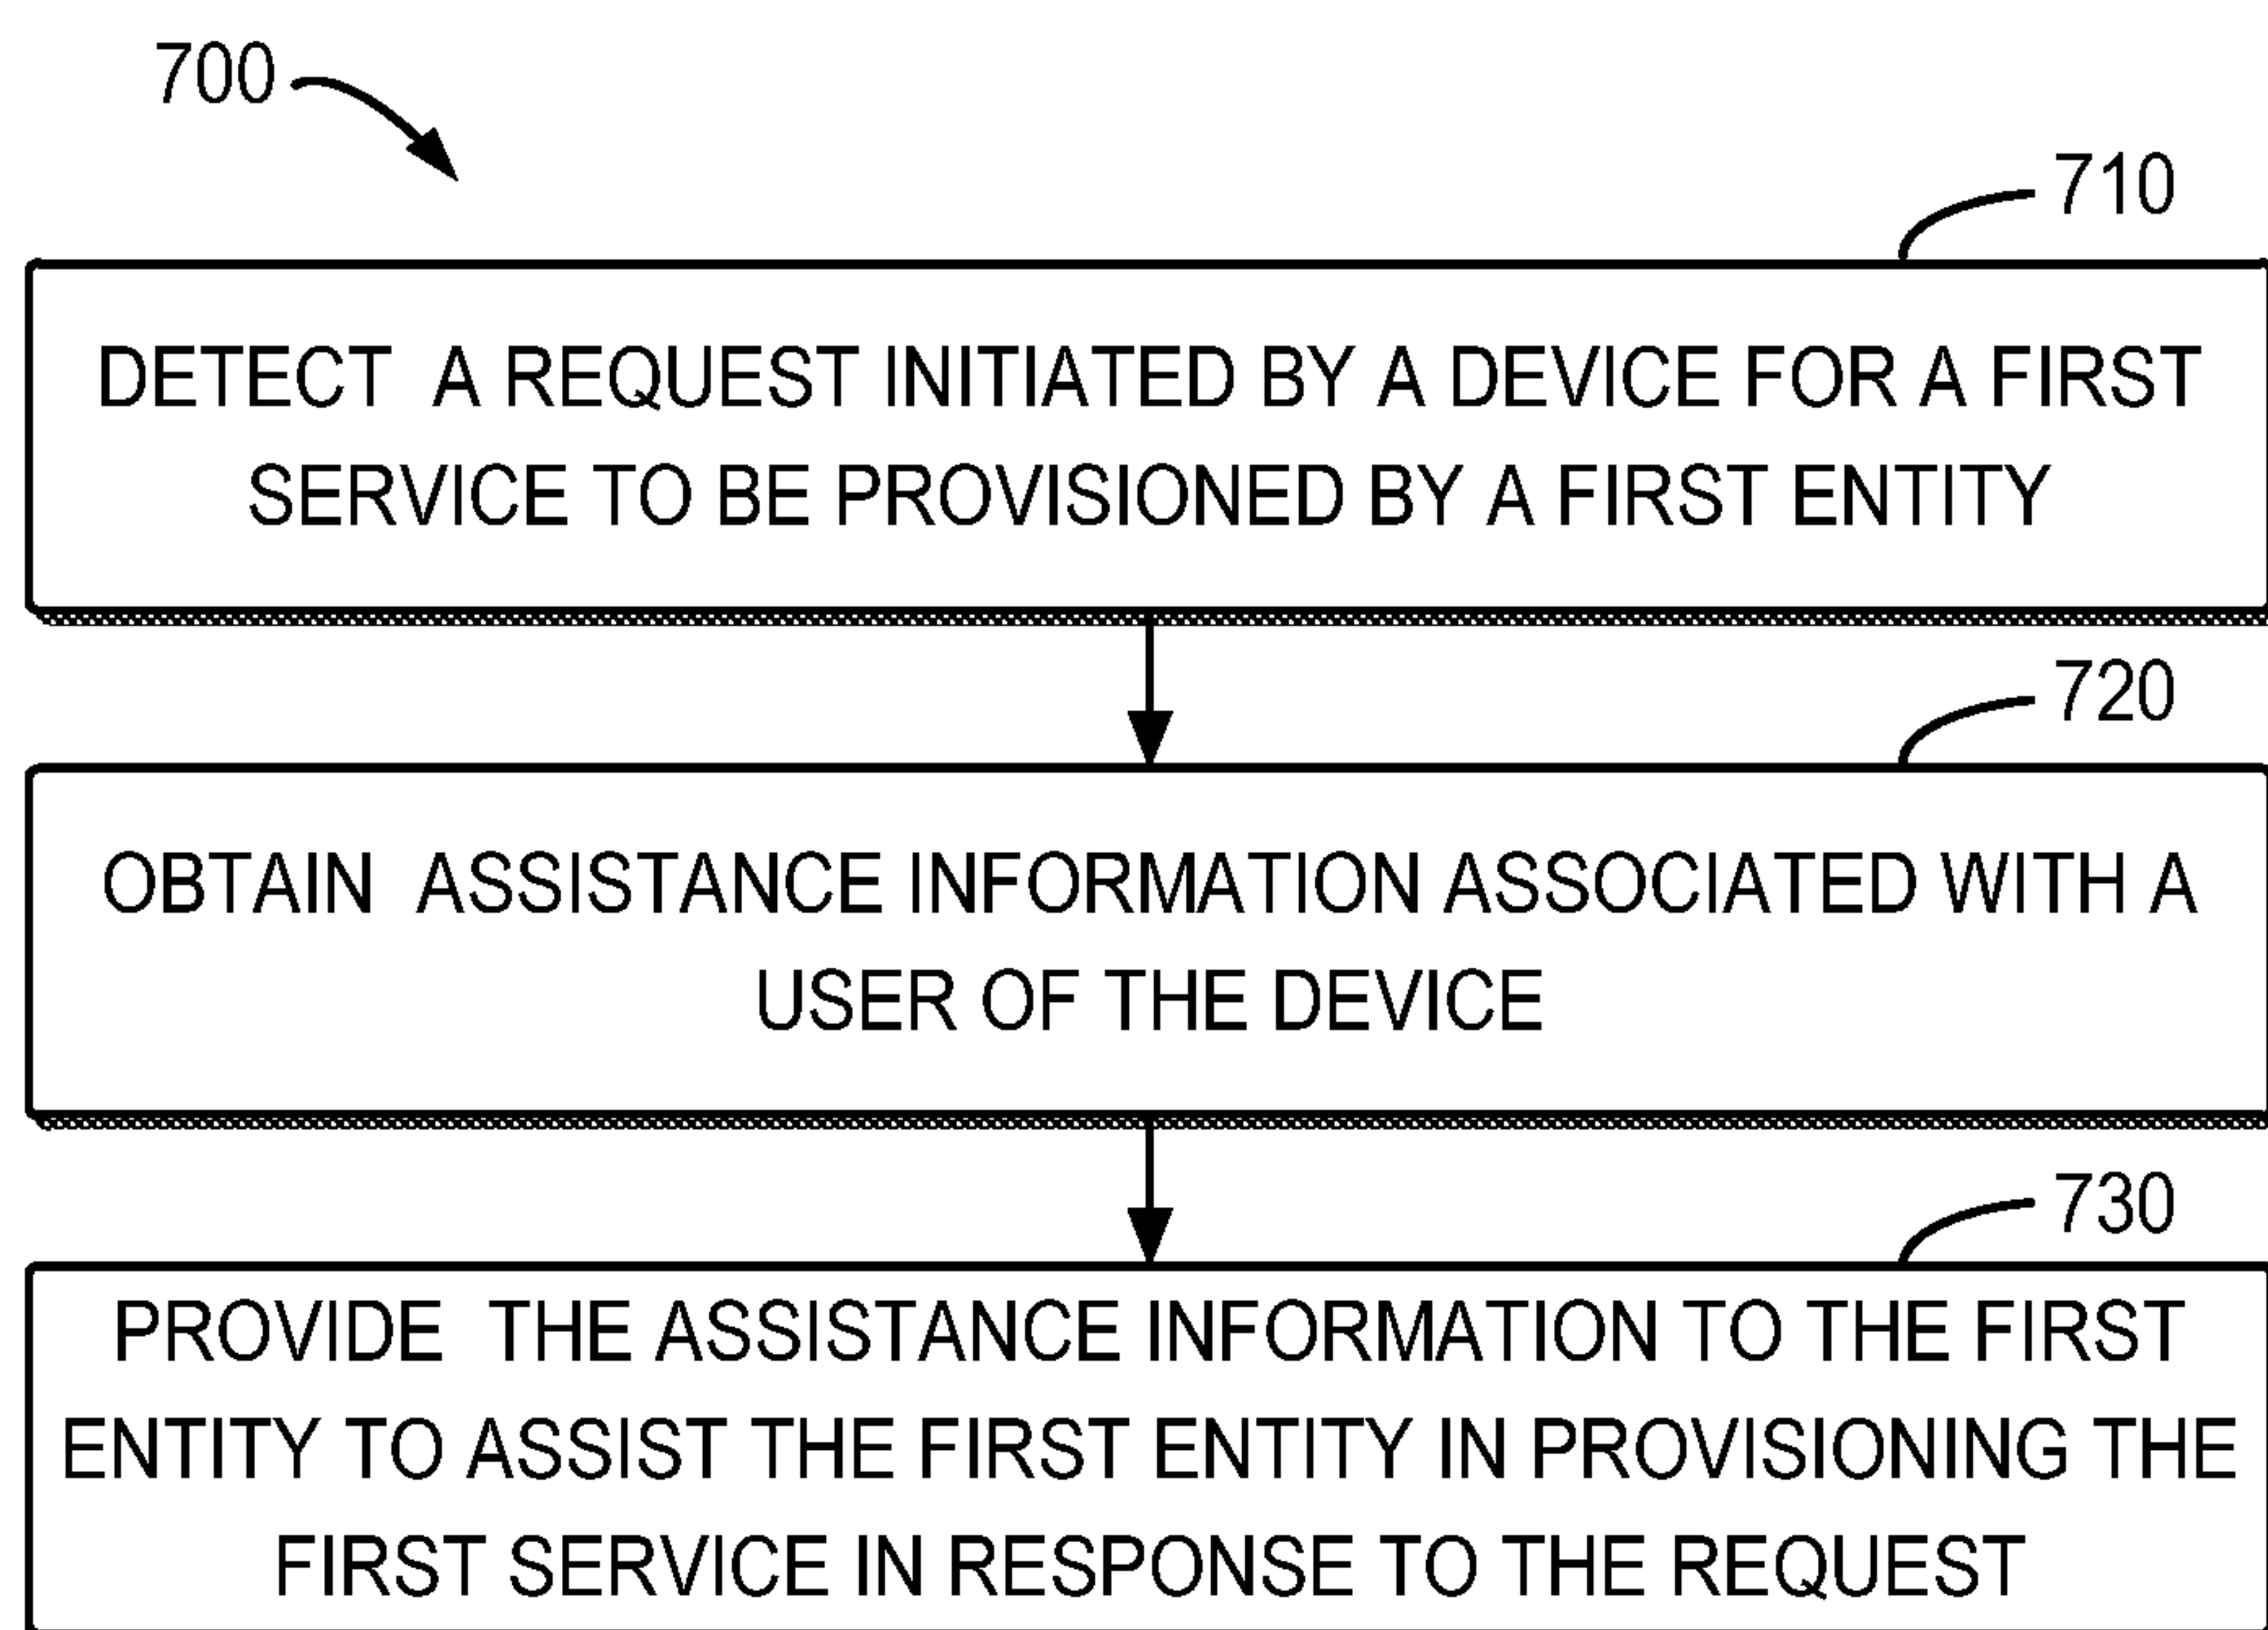 700
710
DETECT A REQUEST INITIATED BY A DEVICE FOR A FIRST
SERVICE TO BE PROVISIONED BY A FIRST ENTITY
720
OBTAIN ASSISTANCE INFORMATION ASSOCIATED WITH A
USER OF THE DEVICE
730
PROVIDE THE ASSISTANCE INFORMATION TO THE FIRST
ENTITY TO ASSIST THE FIRST ENTITY IN PROVISIONING THE
FIRST SERVICE IN RESPONSE TO THE REQUEST